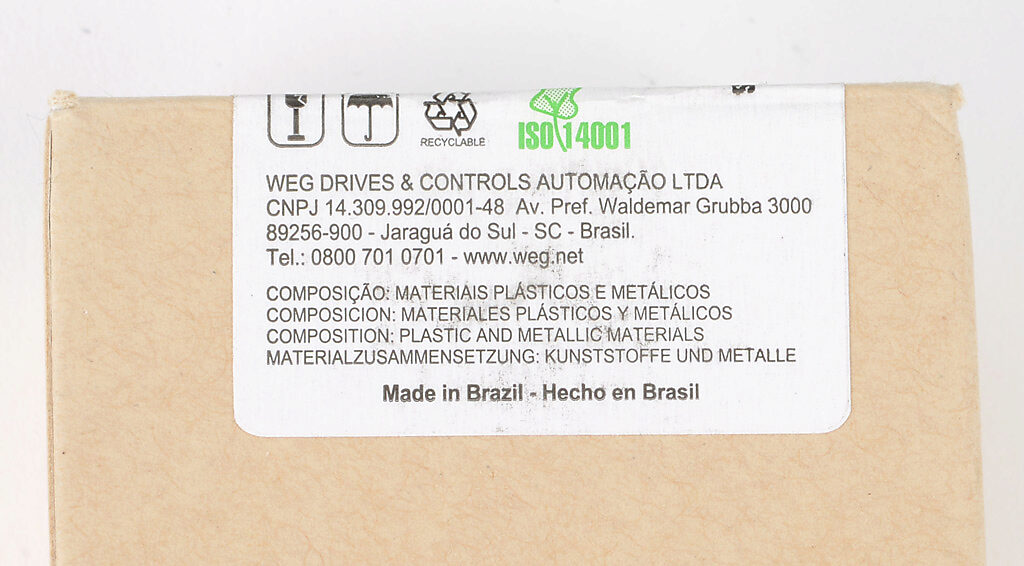 RECYCLABLE
ISO 14001
WEG DRIVES & CONTROLS AUTOMAÇÃO LTDA
CNPJ 14.309.992/0001-48 Av. Pref. Waldemar Grubba 3000
89256-900 - Jaraguá do Sul - SC - Brasil.
Tel.: 0800 701 0701 - www.weg.net
COMPOSIÇÃO: MATERIAIS PLÁSTICOS E METÁLICOS
COMPOSICION: MATERIALES PLÁSTICOS Y METÁLICOS
COMPOSITION: PLASTIC AND METALLIC MATERIALS
MATERIALZUSAMMENSETZUNG: KUNSTSTOFFE UND METALLE
Made in Brazil - Hecho en Brasil